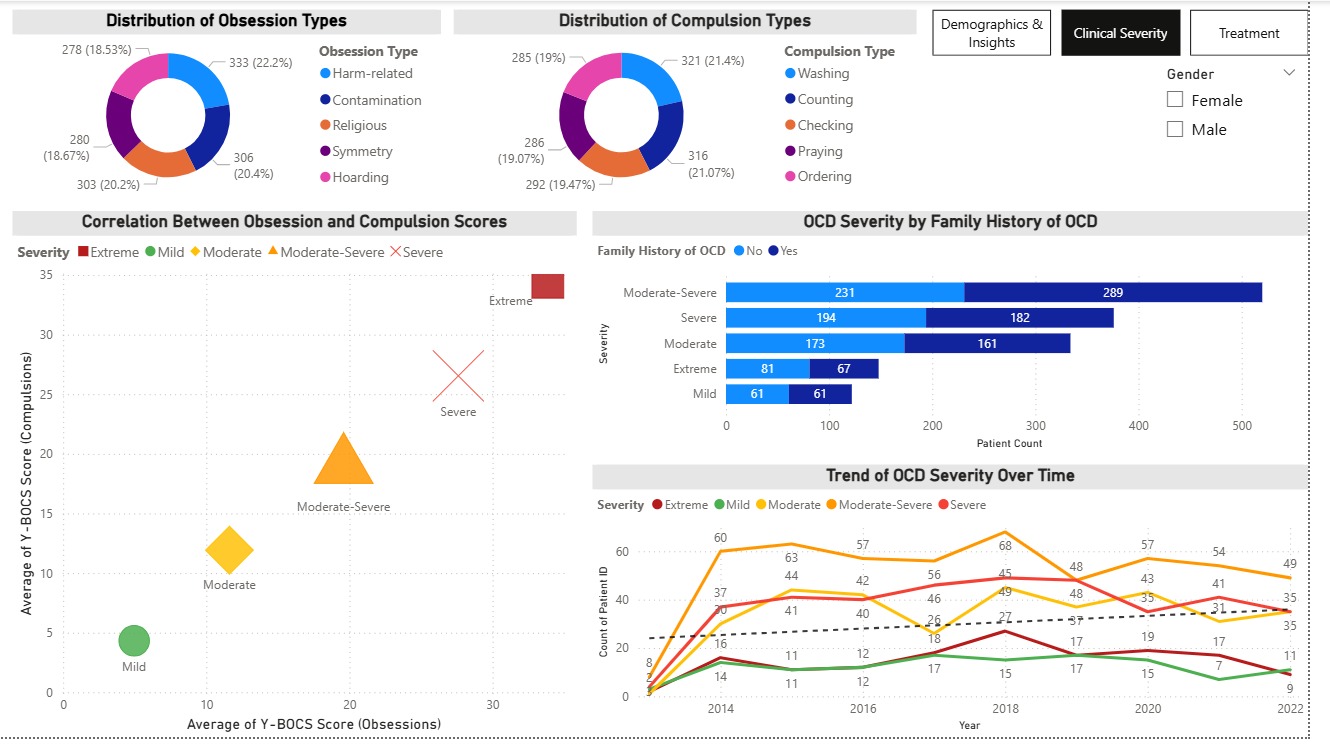 Distribution of Obsession Types
278 (18.53%)
333 (22.2%)
280
(18.67%)
306
(20.4%)
303 (20.2%)
Obsession Type
Harm-related
Contamination
Religious
Symmetry
Hoarding
Distribution of Compulsion Types
285 (19%)
321 (21.4%)
286
(19.07%)
316
(21.07%)
292 (19.47%)
Compulsion Type
Washing
Counting
Checking
Praying
Ordering
Demographics &
Insights
Clinical Severity
Treatment
Gender
Female
Male
Correlation Between Obsession and Compulsion Scores
Severity Extreme Mild Moderate Moderate-Severe Severe
Average of Y-BOCS Score (Compulsions)
35
30
25
20
15
10
5
0
Extreme
Severe
Moderate-Severe
Moderate
Mild
0 10 20 30
Average of Y-BOCS Score (Obsessions)
OCD Severity by Family History of OCD
Family History of OCD No Yes
Severity
Moderate-Severe 231 289
Severe 194 182
Moderate 173 161
Extreme 81 67
Mild 61 61
0 100 200 300 400 500
Patient Count
Trend of OCD Severity Over Time
Severity Extreme Mild Moderate Moderate-Severe Severe
Count of Patient ID
60
40
20
0
60 63 57 56 68 48 57 54 49
8 37 41 40 46 49 48 35 41 35
30 44 42 26 45 37 43 31 35
2 16 11 12 18 27 17 19 17 9
14 11 12 17 15 17 15 7 11
2014 2016 2018 2020 2022
Year